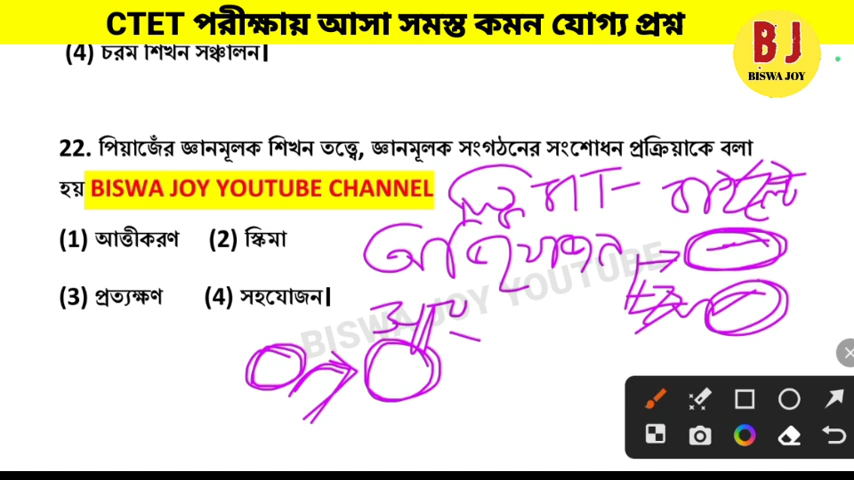 CTET পরীক্ষায় আসা সমস্ত কমন যোগ্য প্রশ্ন
BJ
BISWA JOY
(4) চরম শিখন সঞ্চালন।
22. পিয়াজেঁর জ্ঞানমূলক শিখন তত্ত্বে, জ্ঞানমূলক সংগঠনের সংশোধন প্রক্রিয়াকে বলা
হয় BISWA JOY YOUTUBE CHANNEL
স্কিমা
(1) আত্তীকরণ (2) স্কিমা
অভিযোজন
(3) প্রত্যক্ষণ (4) সহযোজন।
BISWA JOY YOUTUBE